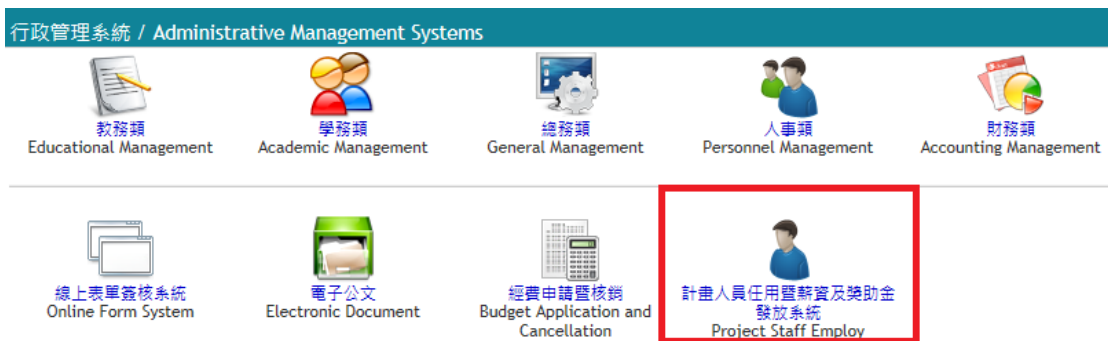 行政管理系統 / Administrative Management Systems
教務類
Educational Management
學務類
Academic Management
總務類
General Management
人事類
Personnel Management
財務類
Accounting Management
線上表單簽核系統
Online Form System
電子公文
Electronic Document
經費申請暨核銷
Budget Application and
Cancellation
計畫人員任用暨薪資及獎助金
發放系統
Project Staff Employ